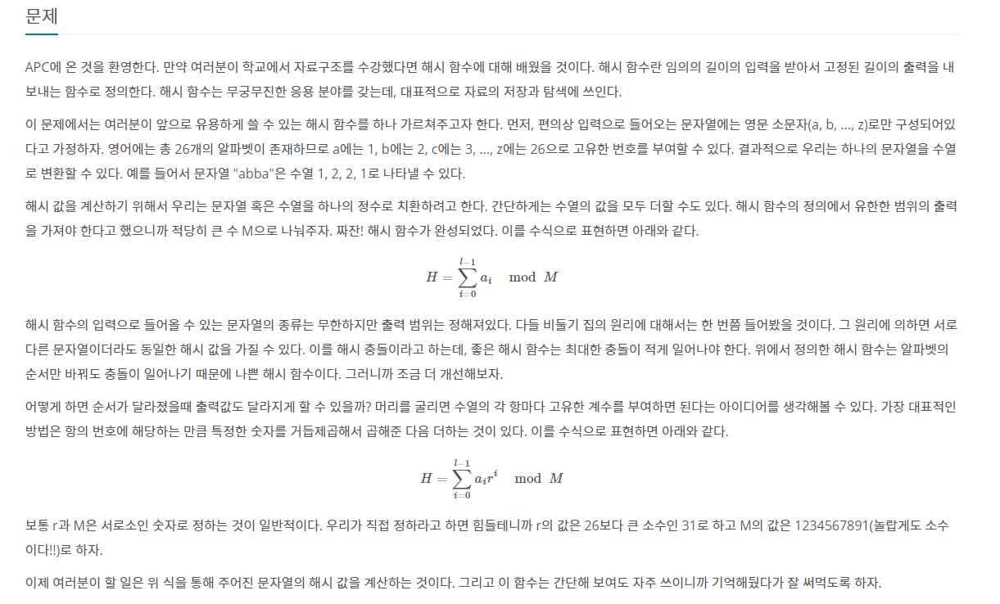 문제
APC에 온 것을 환영한다. 만약 여러분이 학교에서 자료구조를 수강했다면 해시 함수에 대해 배웠을 것이다. 해시 함수란 임의의 길이의 입력을 받아서 고정된 길이의 출력을 내
보내는 함수로 정의한다. 해시 함수는 무궁무진한 응용 분야를 갖는데, 대표적으로 자료의 저장과 탐색에 쓰인다.
이 문제에서는 여러분이 앞으로 유용하게 쓸 수 있는 해시 함수를 하나 가르쳐주고자 한다. 먼저, 편의상 입력으로 들어오는 문자열에는 영문 소문자(a, b, ..., z)로만 구성되어있
다고 가정하자. 영어에는 총 26개의 알파벳이 존재하므로 a에는 1, b에는 2, c에는 3, ..., z에는 26으로 고유한 번호를 부여할 수 있다. 결과적으로 우리는 하나의 문자열을 수열
로 변환할 수 있다. 예를 들어서 문자열 "abba"은 수열 1, 2, 2, 1로 나타낼 수 있다.
해시 값을 계산하기 위해서 우리는 문자열 혹은 수열을 하나의 정수로 치환하려고 한다. 간단하게는 수열의 값을 모두 더할 수도 있다. 해시 함수의 정의에서 유한한 범위의 출력
을 가져야 한다고 했으니까 적당히 큰 수 M으로 나눠주자. 짜잔! 해시 함수가 완성되었다. 이를 수식으로 표현하면 아래와 같다.
$H = \sum_{i=0}^{l-1} a_i \mod M$
해시 함수의 입력으로 들어올 수 있는 문자열의 종류는 무한하지만 출력 범위는 정해져있다. 다들 비둘기 집의 원리에 대해서는 한 번쯤 들어봤을 것이다. 그 원리에 의하면 서로
다른 문자열이더라도 동일한 해시 값을 가질 수 있다. 이를 해시 충돌이라고 하는데, 좋은 해시 함수는 최대한 충돌이 적게 일어나야 한다. 위에서 정의한 해시 함수는 알파벳의
순서만 바꿔도 충돌이 일어나기 때문에 나쁜 해시 함수이다. 그러니까 조금 더 개선해보자.
어떻게 하면 순서가 달라졌을때 출력값도 달라지게 할 수 있을까? 머리를 굴리면 수열의 각 항마다 고유한 계수를 부여하면 된다는 아이디어를 생각해볼 수 있다. 가장 대표적인
방법은 항의 번호에 해당하는 만큼 특정한 숫자를 거듭제곱해서 곱해준 다음 더하는 것이 있다. 이를 수식으로 표현하면 아래와 같다.
$H = \sum_{i=0}^{l-1} a_i r^i \mod M$
보통 r과 M은 서로소인 숫자로 정하는 것이 일반적이다. 우리가 직접 정하라고 하면 힘들테니까 r의 값은 26보다 큰 소수인 31로 하고 M의 값은 1234567891(놀랍게도 소수
이다!!)로 하자.
이제 여러분이 할 일은 위 식을 통해 주어진 문자열의 해시 값을 계산하는 것이다. 그리고 이 함수는 간단해 보여도 자주 쓰이니까 기억해뒀다가 잘 써먹도록 하자.